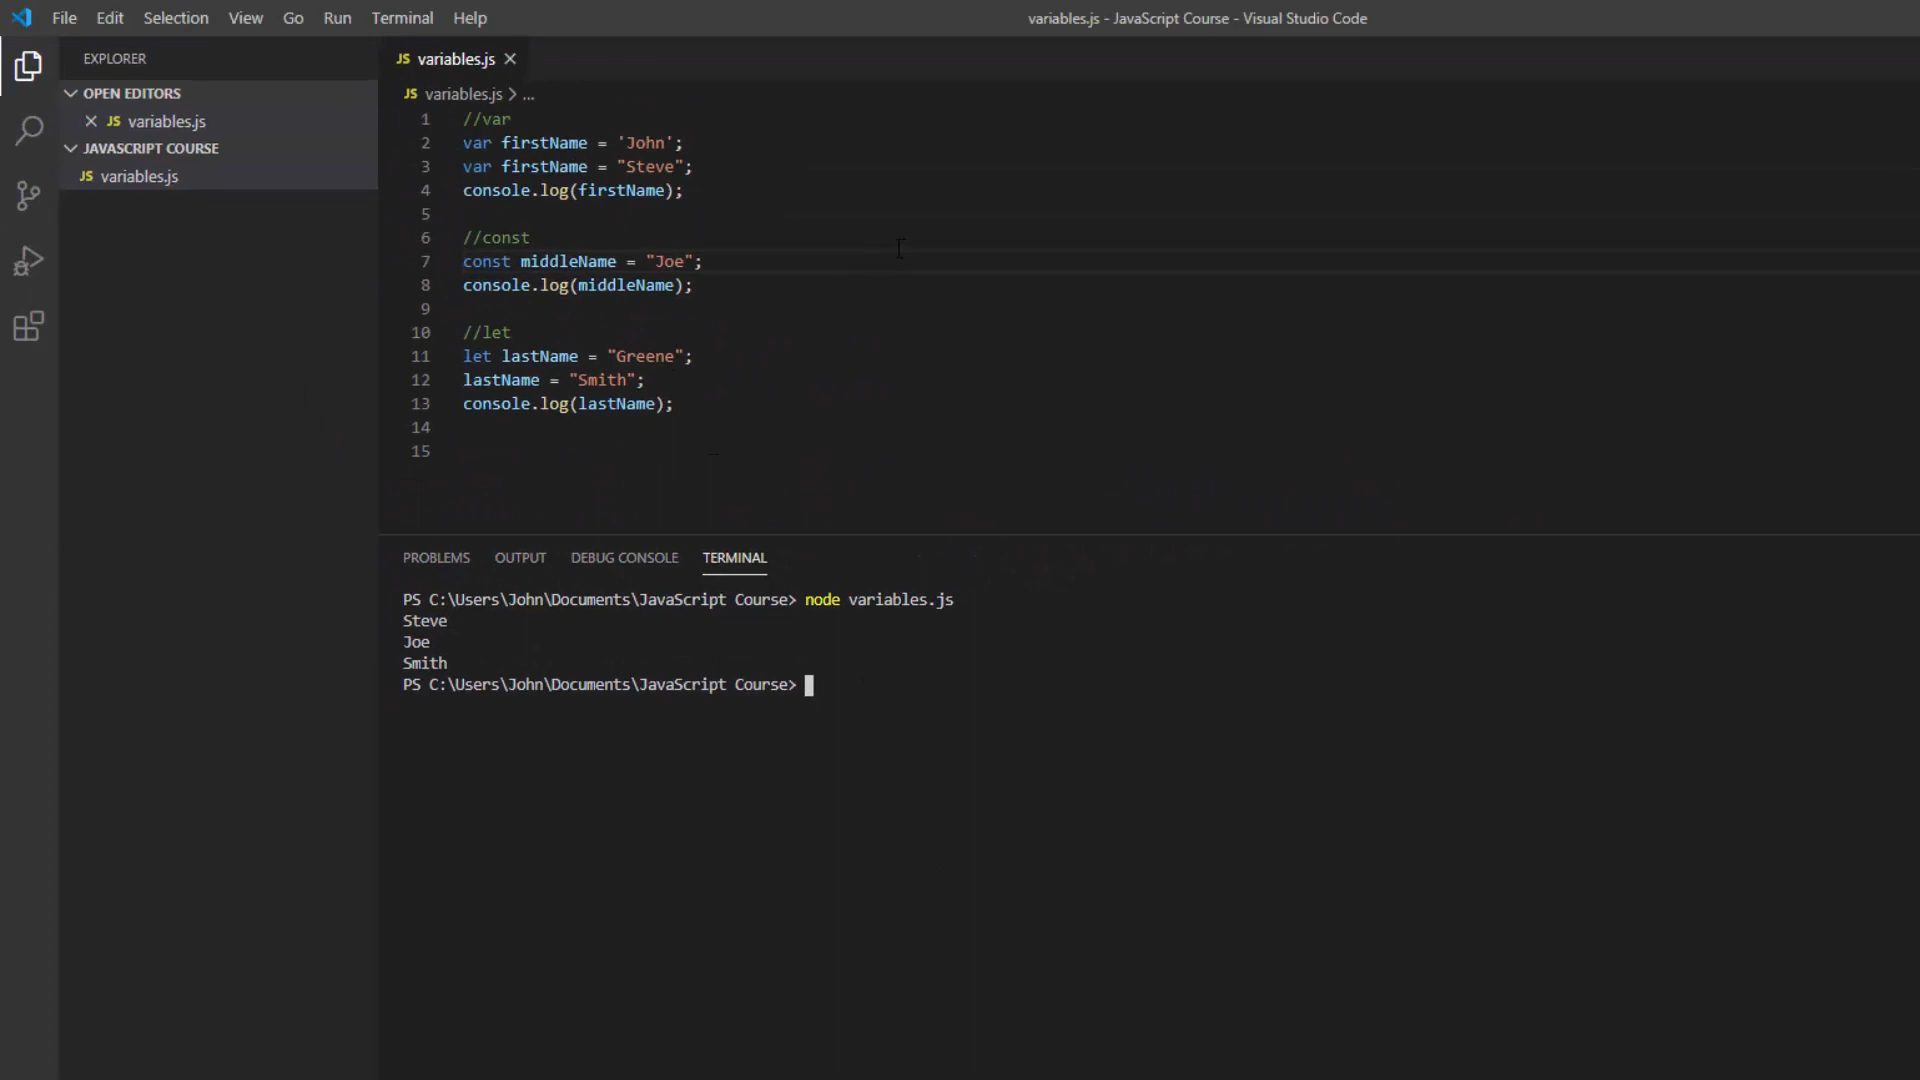 File Edit Selection View Go Run Terminal Help
variables.js - JavaScript Course - Visual Studio Code
EXPLORER
OPEN EDITORS
JS variables.js
JAVASCRIPT COURSE
JS variables.js
JS variables.js
JS variables.js > ...
1 //var
2 var firstName = 'John';
3 var firstName = "Steve";
4 console.log(firstName);
5
6 //const
7 const middleName = "Joe";
8 console.log(middleName);
9
10 //let
11 let lastName = "Greene";
12 lastName = "Smith";
13 console.log(lastName);
14
15
PROBLEMS OUTPUT DEBUG CONSOLE TERMINAL
PS C:\Users\John\Documents\JavaScript Course> node variables.js
Steve
Joe
Smith
PS C:\Users\John\Documents\JavaScript Course>